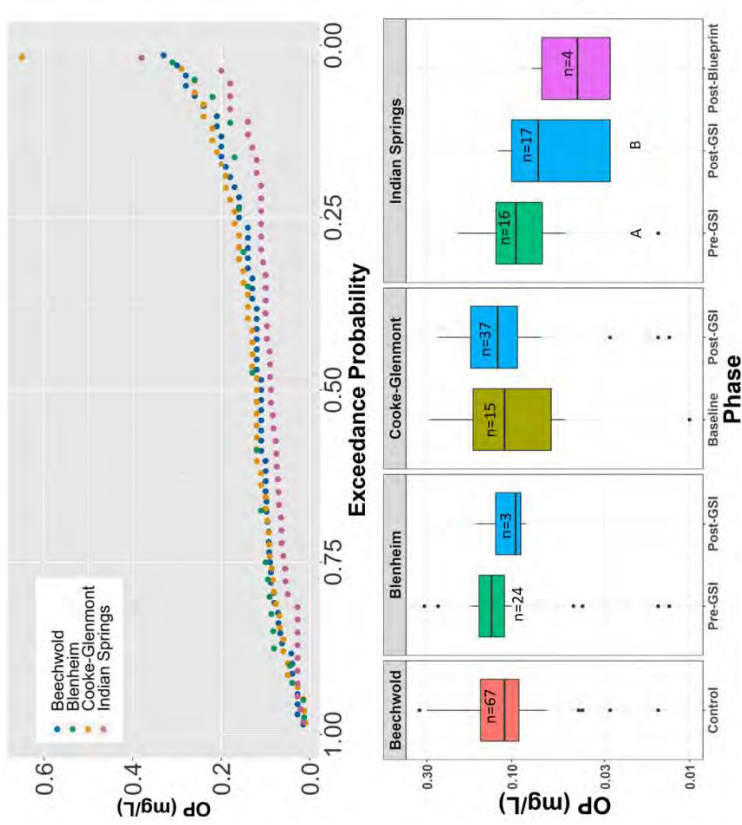 Beechwold
Blenheim
Cooke-Glenmont
Indian Springs
OP (mg/L)
0.6
0.4
0.2
0.0
1.00
0.75
0.50
0.25
0.00
Exceedance Probability
Beechwold
Blenheim
Cooke-Glenmont
Indian Springs
OP (mg/L)
0.30
0.10
0.03
0.01
n=67
n=24
n=3
n=15
n=37
n=16
n=17
n=4
A
B
Control
Pre-GSI
Post-GSI
Baseline
Post-GSI
Pre-GSI
Post-GSI
Post-Blueprint
Phase